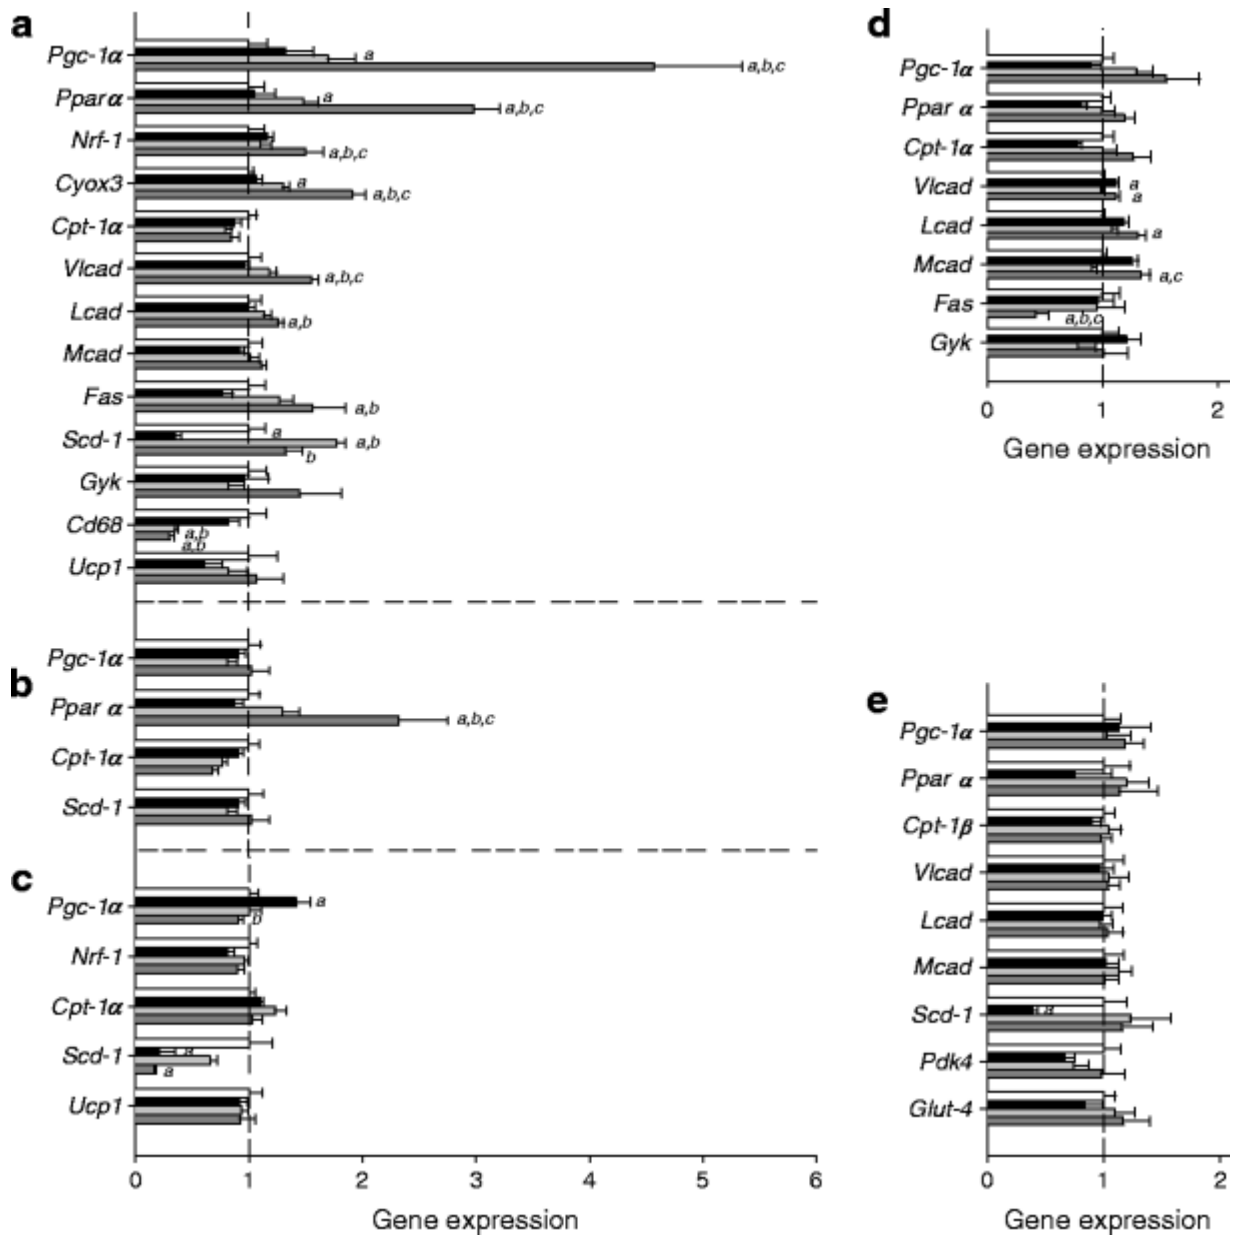 a
Pgc-1α
a
a,b,c
Pparα
a
a,b,c
Nrf-1
a,b,c
Cyox3
a
a,b,c
Cpt-1α
Vlcad
a,b,c
Lcad
a,b
Mcad
Fas
a,b
Scd-1
a
a,b
b
Gyk
Cd68
a,b
a,b
Ucp1
b
Pgc-1α
Ppar α
a,b,c
Cpt-1α
Scd-1
c
Pgc-1α
a
b
Nrf-1
Cpt-1α
Scd-1
a
a
Ucp1
0 1 2 3 4 5 6
Gene expression
d
Pgc-1α
Ppar α
Cpt-1α
Vlcad
a
a
Lcad
a
Mcad
a,c
Fas
a,b,c
Gyk
0 1 2
Gene expression
e
Pgc-1α
Ppar α
Cpt-1β
Vlcad
Lcad
Mcad
Scd-1
a
Pdk4
Glut-4
0 1 2
Gene expression